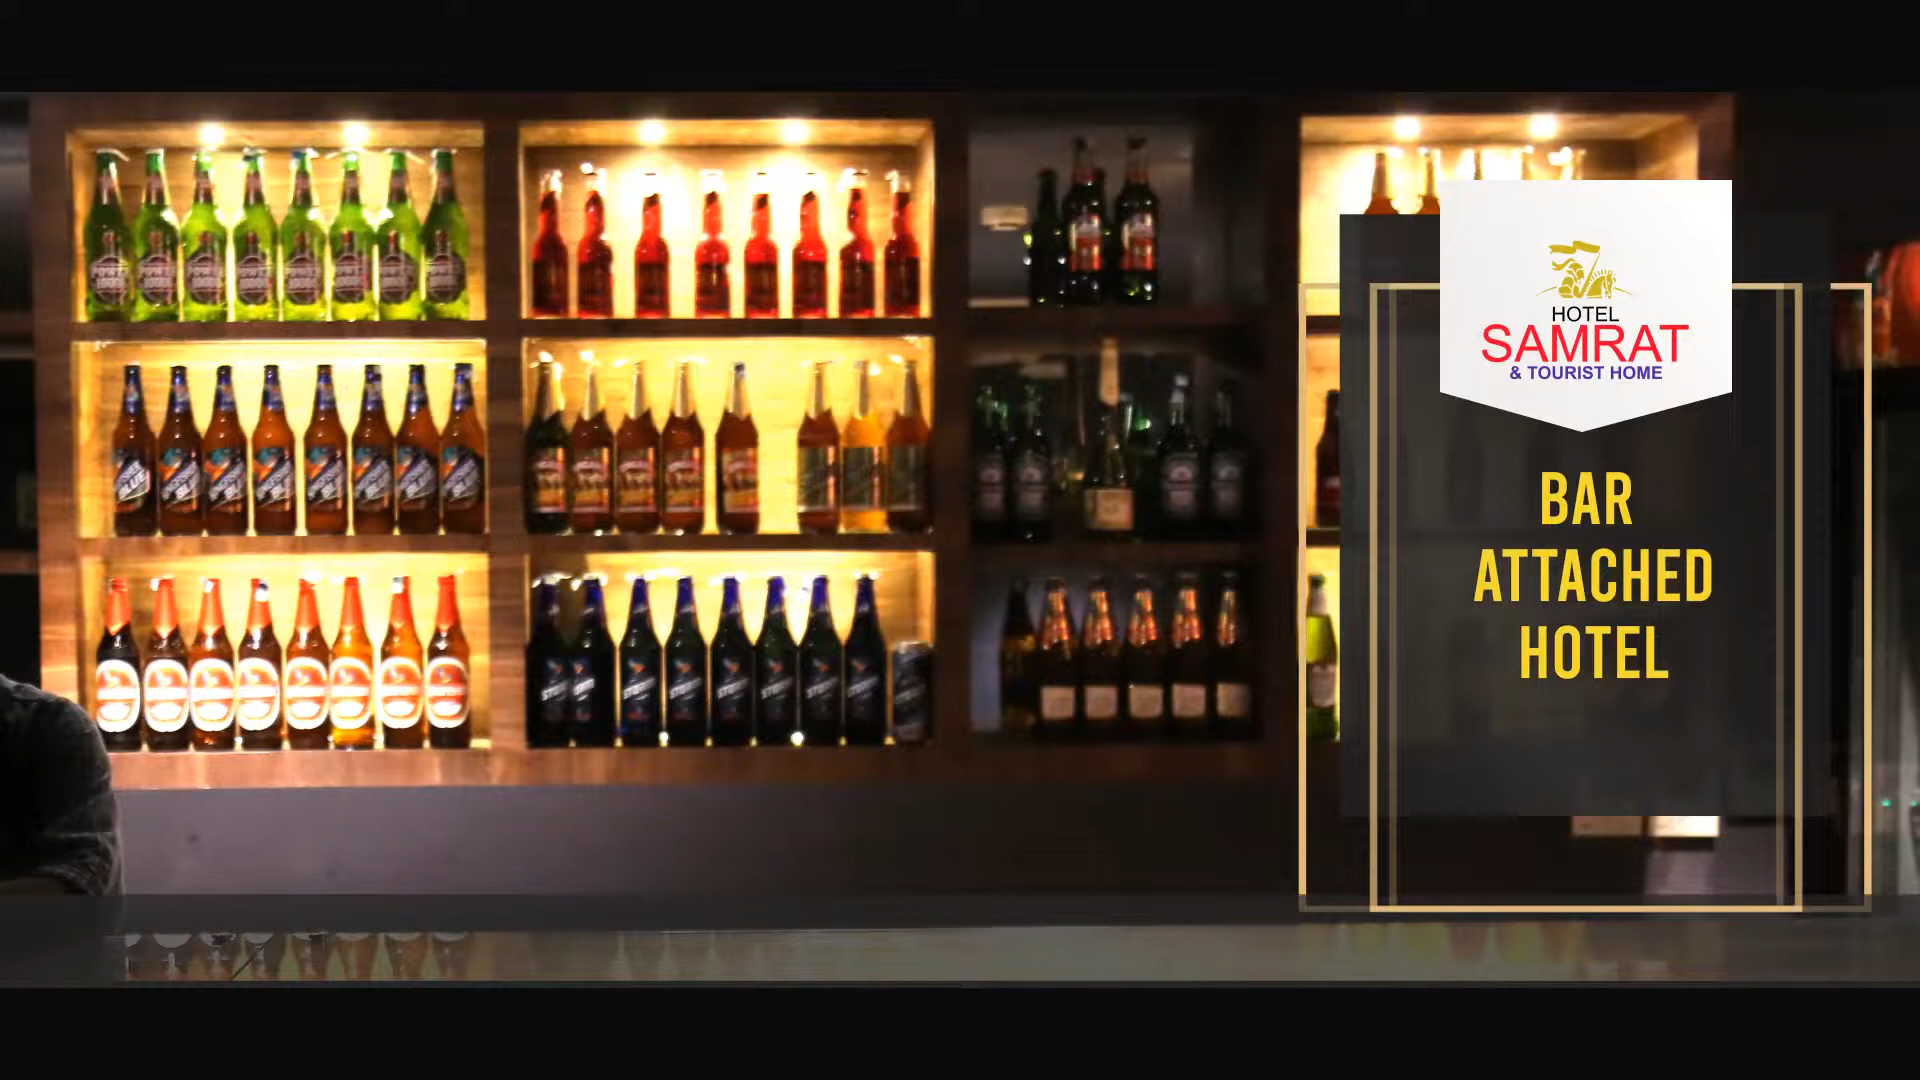 HOTEL
SAMRAT
& TOURIST HOME
BAR
ATTACHED
HOTEL